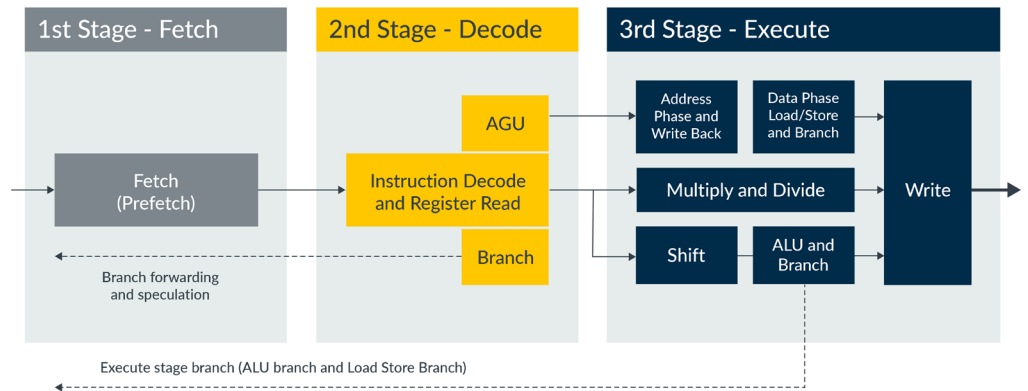 1st Stage - Fetch
2nd Stage - Decode
3rd Stage - Execute
Fetch
(Prefetch)
AGU
Instruction Decode
and Register Read
Branch
Address
Phase and
Write Back
Data Phase
Load/Store
and Branch
Multiply and Divide
Shift
ALU and
Branch
Write
Branch forwarding
and speculation
Execute stage branch (ALU branch and Load Store Branch)